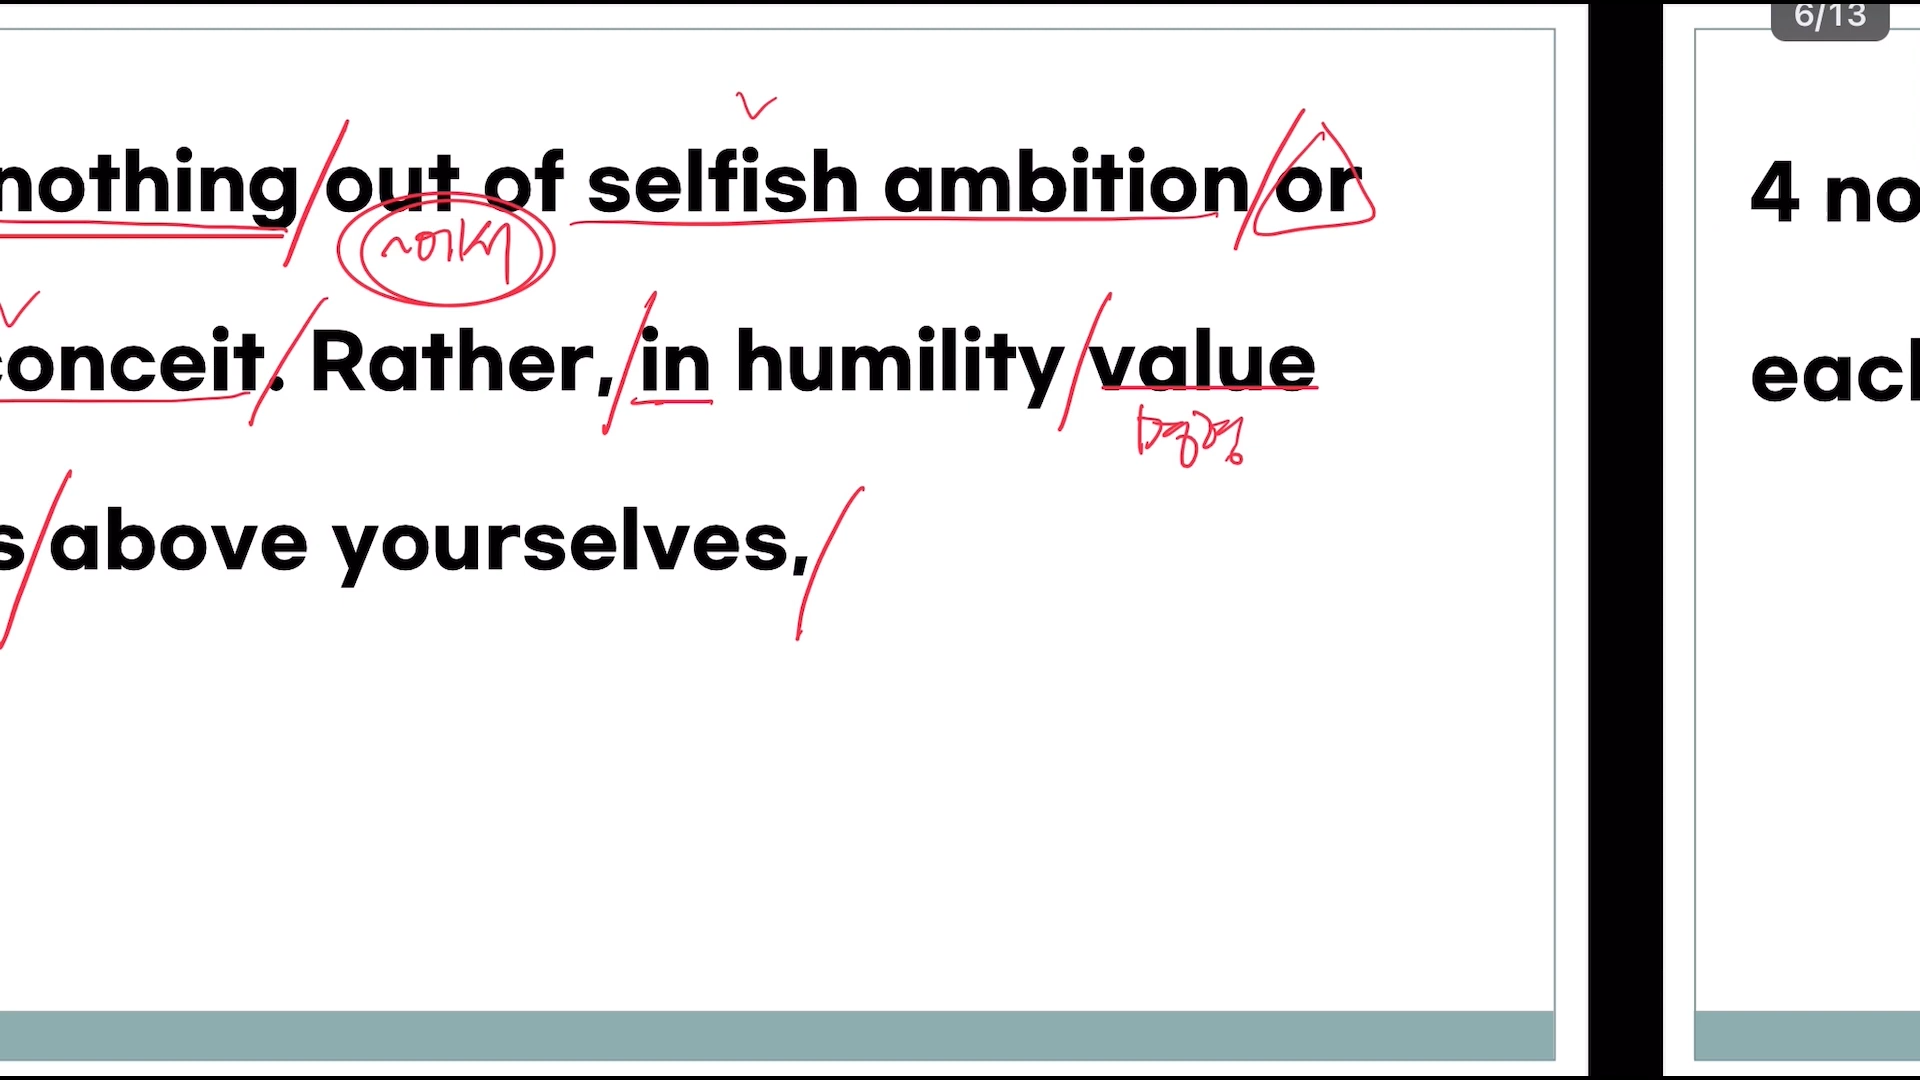 6/13
nothing out of selfish ambition or
~에서
conceit. Rather, in humility value
명령
s above yourselves,
4 no
each